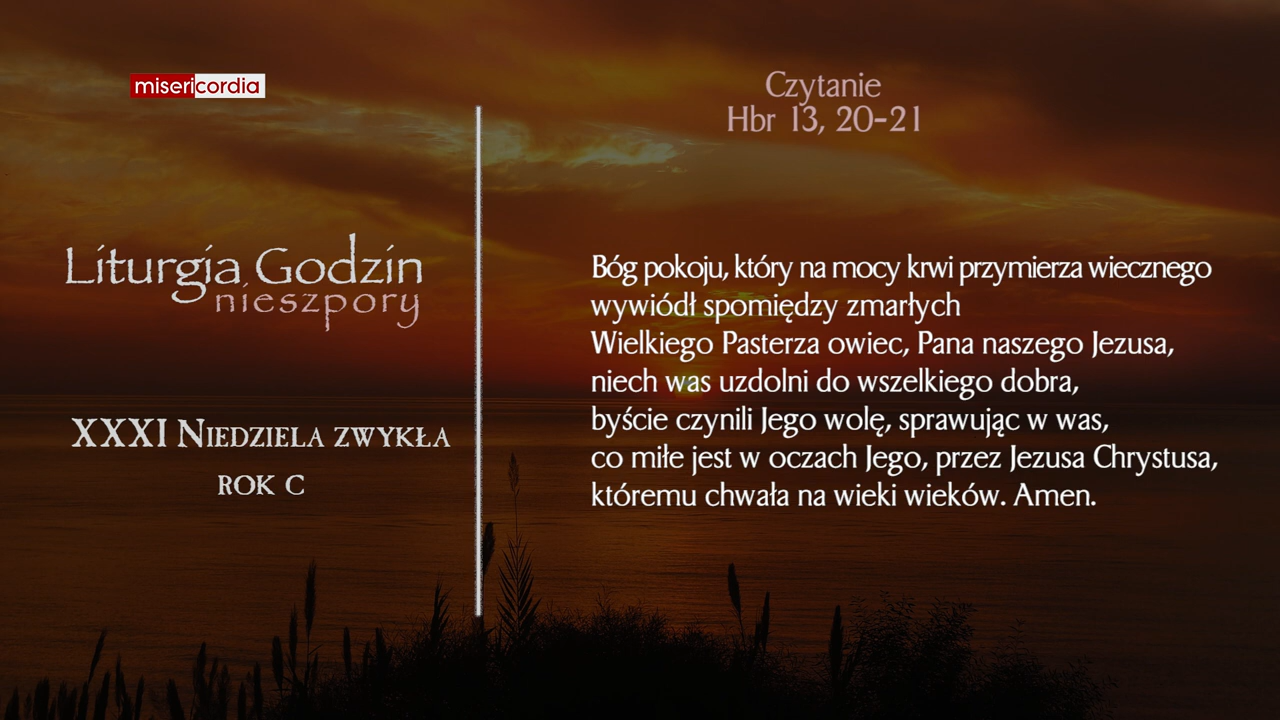 misericordia
Liturgia Godzin
nieszpory
XXXI Niedziela zwykła
rok C
Czytanie
Hbr 13, 20-21
Bóg pokoju, który na mocy krwi przymierza wiecznego
wywiódł spomiędzy zmarłych
Wielkiego Pasterza owiec, Pana naszego Jezusa,
niech was uzdolni do wszelkiego dobra,
byście czynili Jego wolę, sprawując w was,
co miłe jest w oczach Jego, przez Jezusa Chrystusa,
któremu chwała na wieki wieków. Amen.